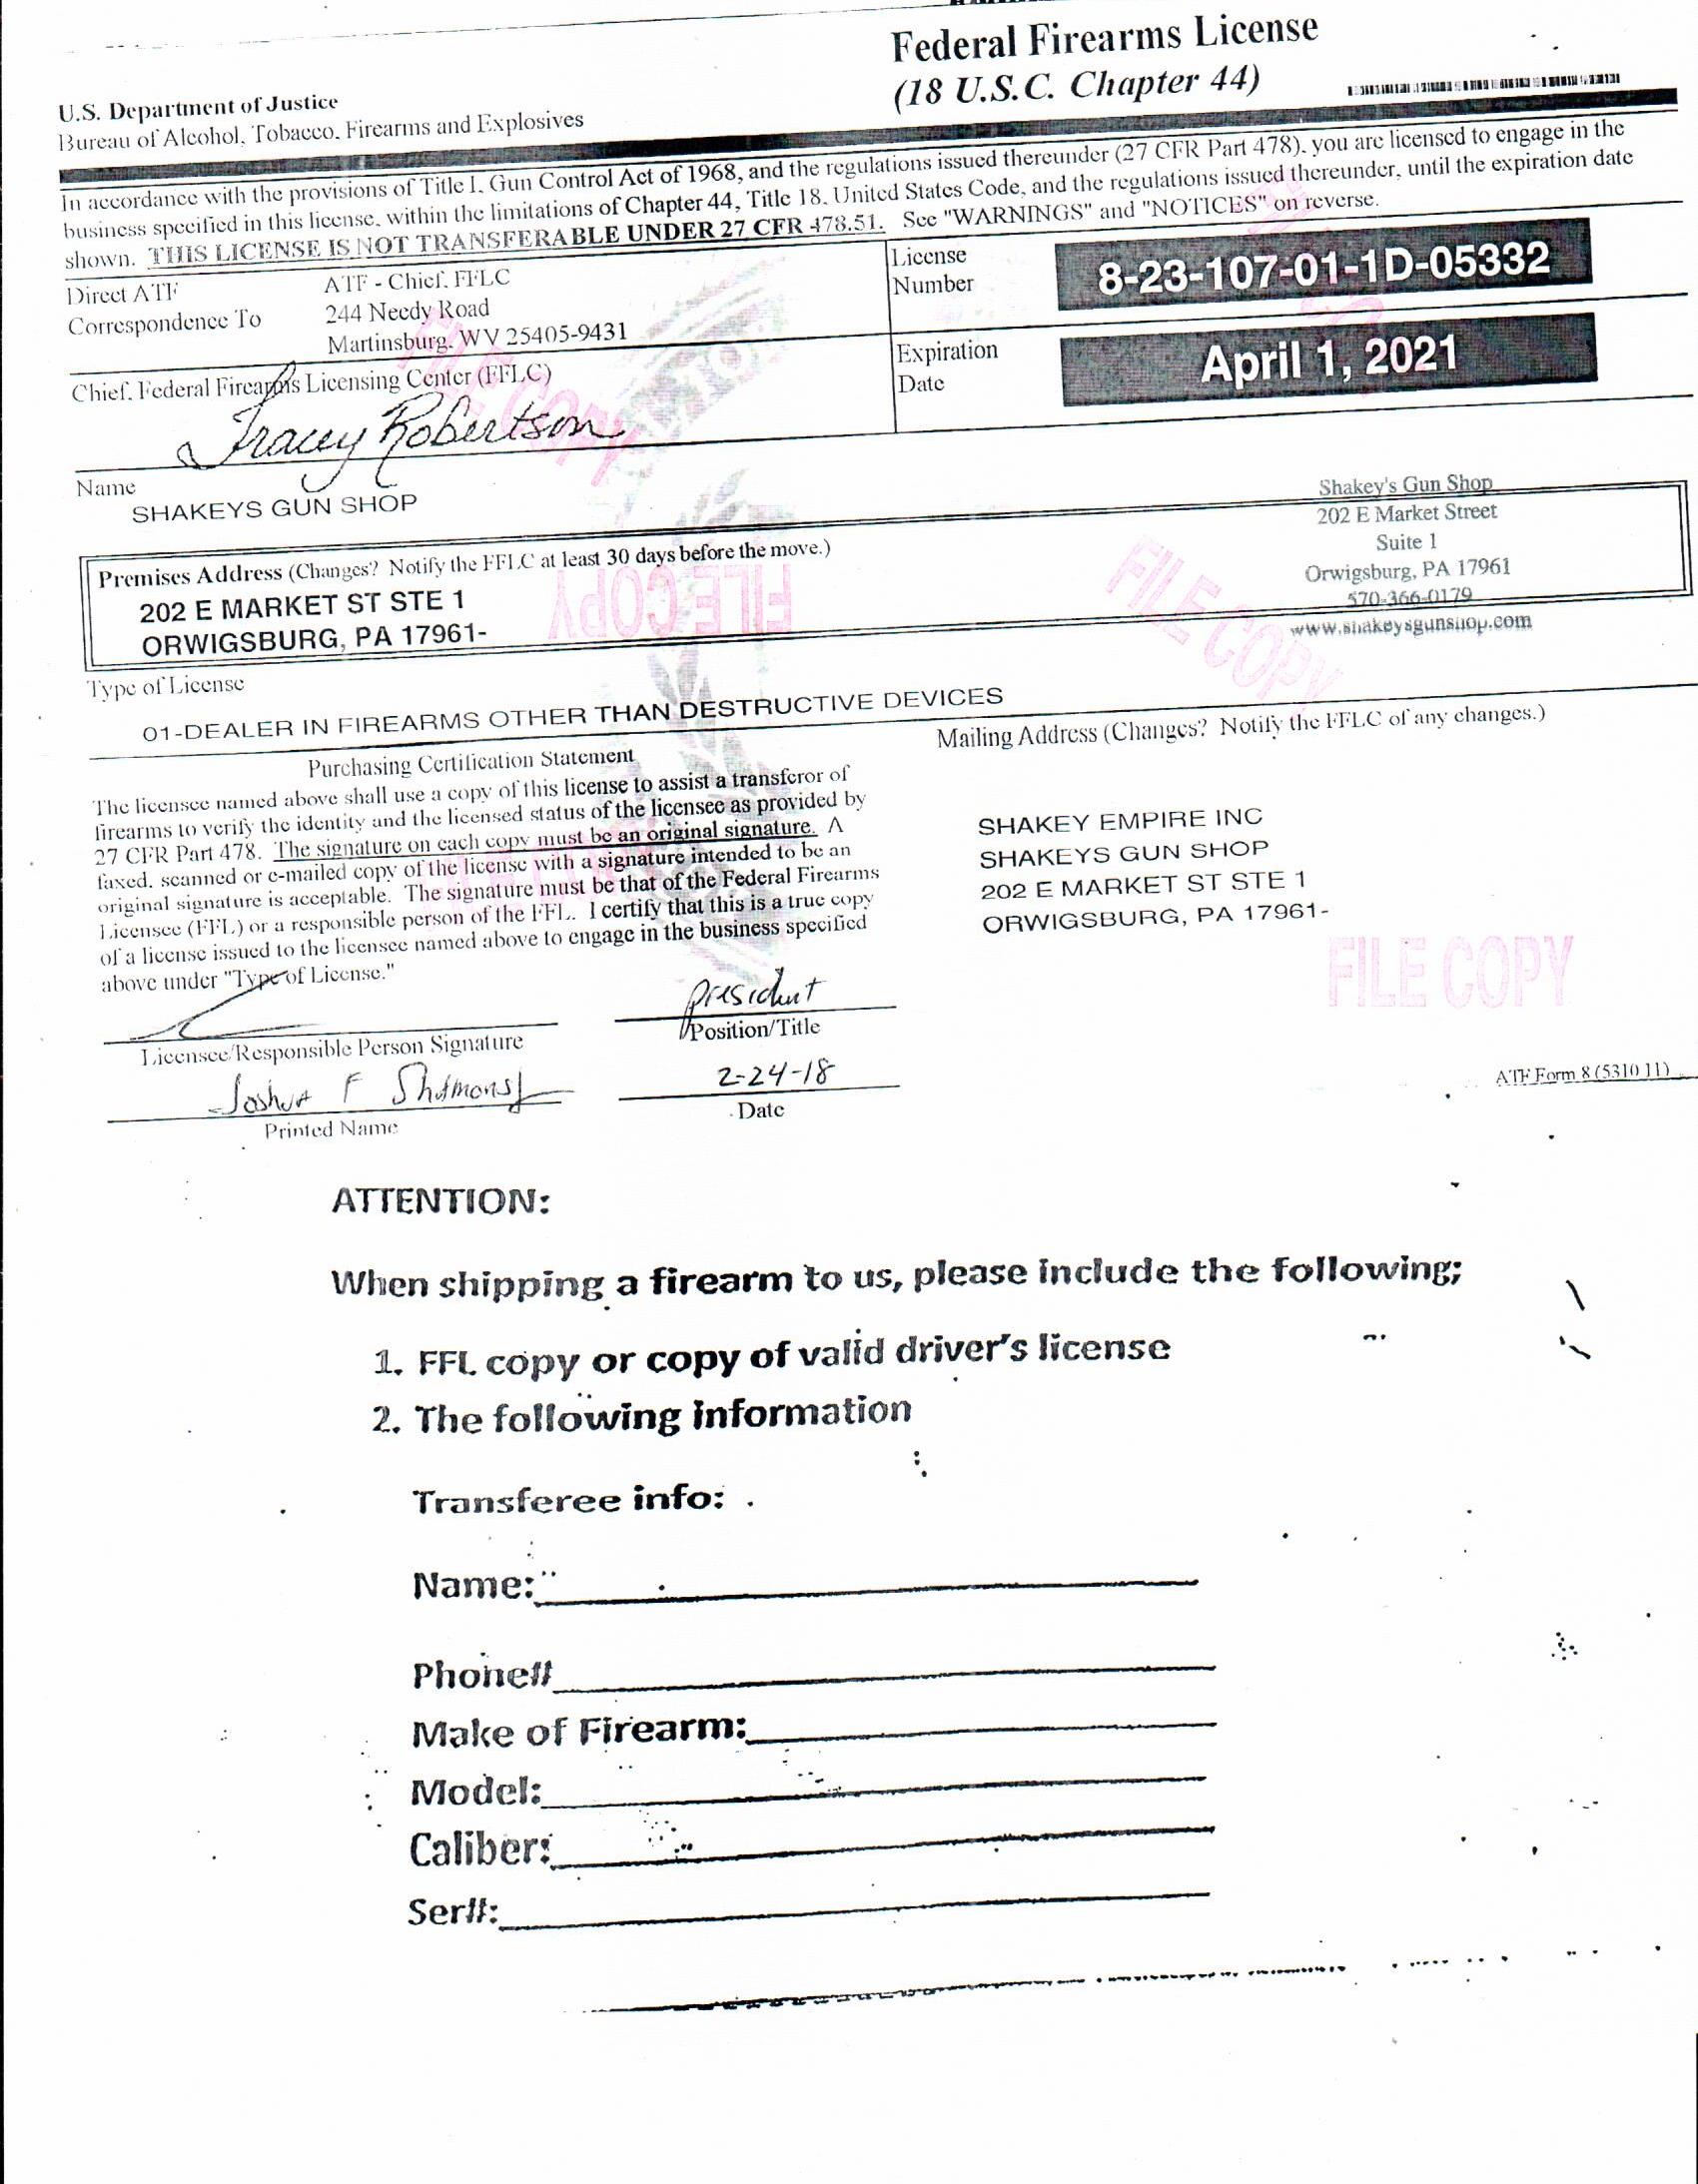 Federal Firearms License
(18 U.S.C. Chapter 44)
U.S. Department of Justice
Bureau of Alcohol, Tobacco, Firearms and Explosives
In accordance with the provisions of Title I, Gun Control Act of 1968, and the regulations issued thereunder (27 CFR Part 478), you are licensed to engage in the
business specified in this license, within the limitations of Chapter 44, Title 18, United States Code, and the regulations issued thereunder, until the expiration date
shown. THIS LICENSE IS NOT TRANSFERABLE UNDER 27 CFR 478.51. See "WARNINGS" and "NOTICES" on reverse.
Direct ATF
Correspondence To
ATF - Chief, FFLC
244 Needy Road
Martinsburg, WV 25405-9431
License
Number
8-23-107-01-1D-05332
Chief, Federal Firearms Licensing Center (FFLC)
Tracey Robertson
Expiration
Date
April 1, 2021
Name
SHAKEYS GUN SHOP
Shakey's Gun Shop
202 E Market Street
Suite 1
Orwigsburg, PA 17961
570-366-0179
www.shakeysgunshop.com
Premises Address (Changes? Notify the FFLC at least 30 days before the move.)
202 E MARKET ST STE 1
ORWIGSBURG, PA 17961-
FILE COPY
FILE COPY
FILE COPY
Type of License
01-DEALER IN FIREARMS OTHER THAN DESTRUCTIVE DEVICES
Purchasing Certification Statement
The licensee named above shall use a copy of this license to assist a transferor of
firearms to verify the identity and the licensed status of the licensee as provided by
27 CFR Part 478. The signature on each copy must be an original signature. A
faxed, scanned or e-mailed copy of the license with a signature intended to be an
original signature is acceptable. The signature must be that of the Federal Firearms
Licensee (FFL) or a responsible person of the FFL. I certify that this is a true copy
of a license issued to the licensee named above to engage in the business specified
above under "Type of License."
Mailing Address (Changes? Notify the FFLC of any changes.)
SHAKEY EMPIRE INC
SHAKEYS GUN SHOP
202 E MARKET ST STE 1
ORWIGSBURG, PA 17961-
FILE COPY
president
Licensee/Responsible Person Signature
Position/Title
Joshua F
2-24-18
Printed Name
Date
ATF Form 8 (5310.11)
ATTENTION:
When shipping a firearm to us, please include the following;
1. FFL copy or copy of valid driver's license
2. The following information
Transferee info:
Name:
Phone#
Make of Firearm:
Model:
Caliber:
Ser#: